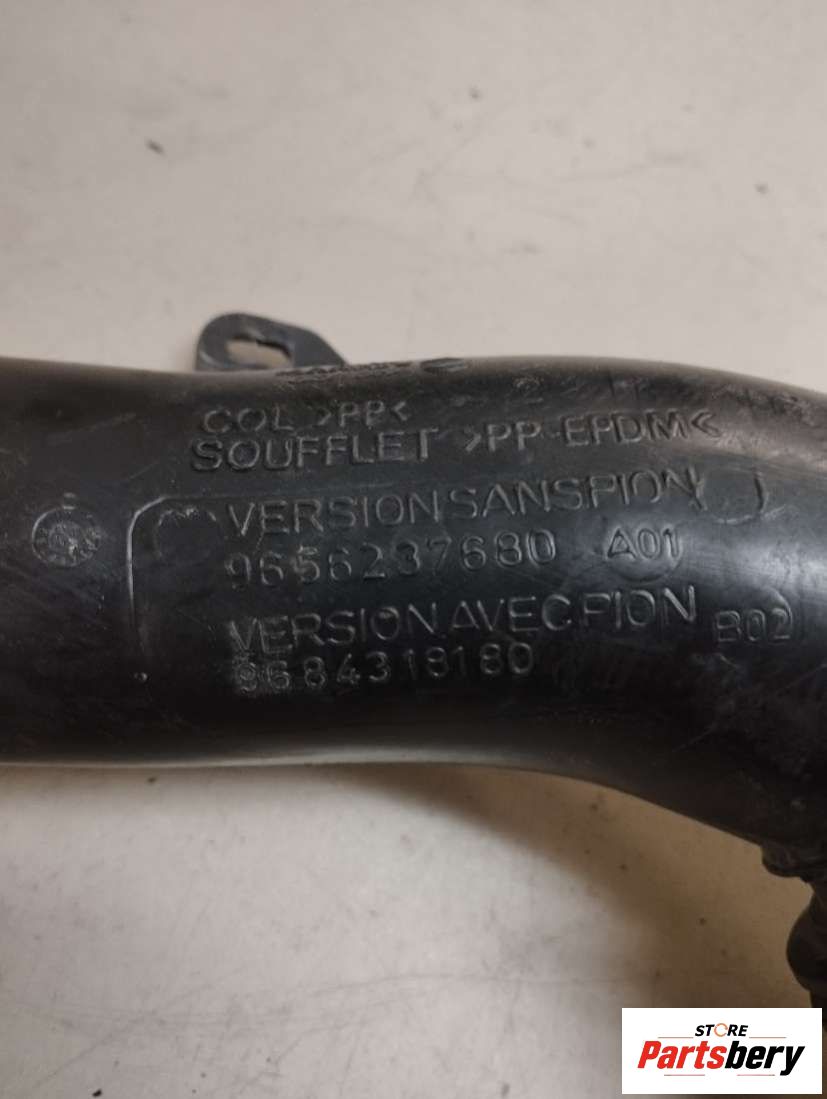 COL >PP<
SOUFFLET >PP-EPDM<
VERSION SANS PION
9656237680 A01
VERSION AVEC PION B02
9684318180
STORE
Partsbery